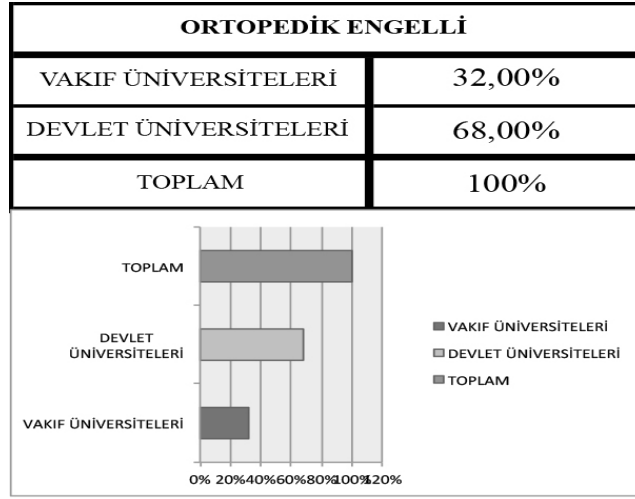 ORTOPEDİK ENGELLİ
VAKIF ÜNİVERSİTELERİ 32,00%
DEVLET ÜNİVERSİTELERİ 68,00%
TOPLAM 100%
TOPLAM
DEVLET
ÜNİVERSİTELERİ
VAKIF ÜNİVERSİTELERİ
0% 20% 40% 60% 80% 100% 120%
VAKIF ÜNİVERSİTELERİ
DEVLET ÜNİVERSİTELERİ
TOPLAM